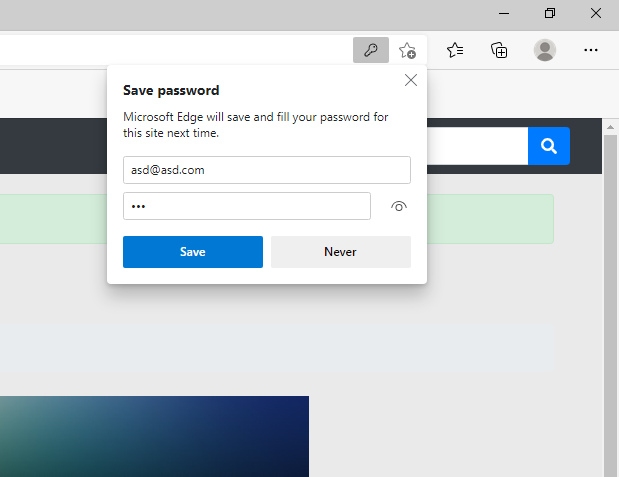 Save password
Microsoft Edge will save and fill your password for
this site next time.
asd@asd.com
•••
Save
Never